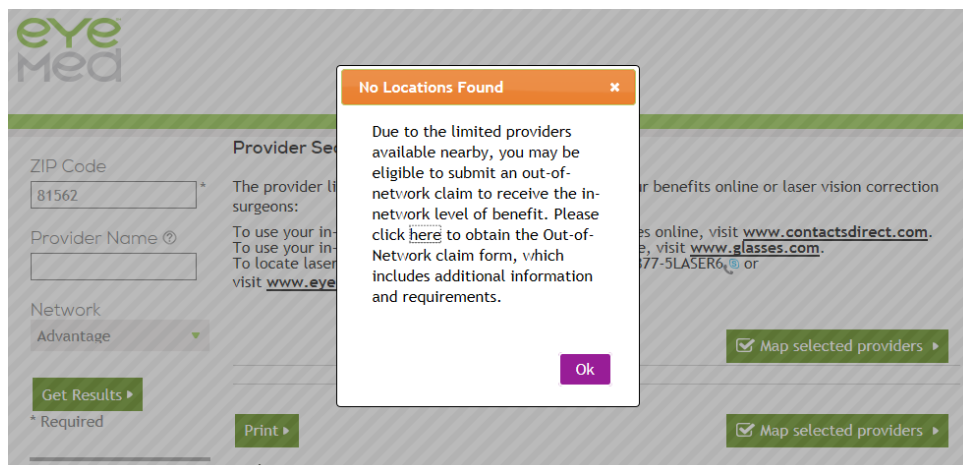 eye
Med
No Locations Found ×
Due to the limited providers
available nearby, you may be
eligible to submit an out-of-
network claim to receive the in-
network level of benefit. Please
click here to obtain the Out-of-
Network claim form, which
includes additional information
and requirements.
Ok
ZIP Code
81562 *
Provider Name ?
Network
Advantage
Get Results
* Required
Provider
The provider ur benefits online or laser vision correction
surgeons:
To use your in- online, visit www.contactsdirect.com.
To use your in- visit www.glasses.com.
To locate laser 877-5LASER6 or
visit
Map selected providers
Print
Map selected providers